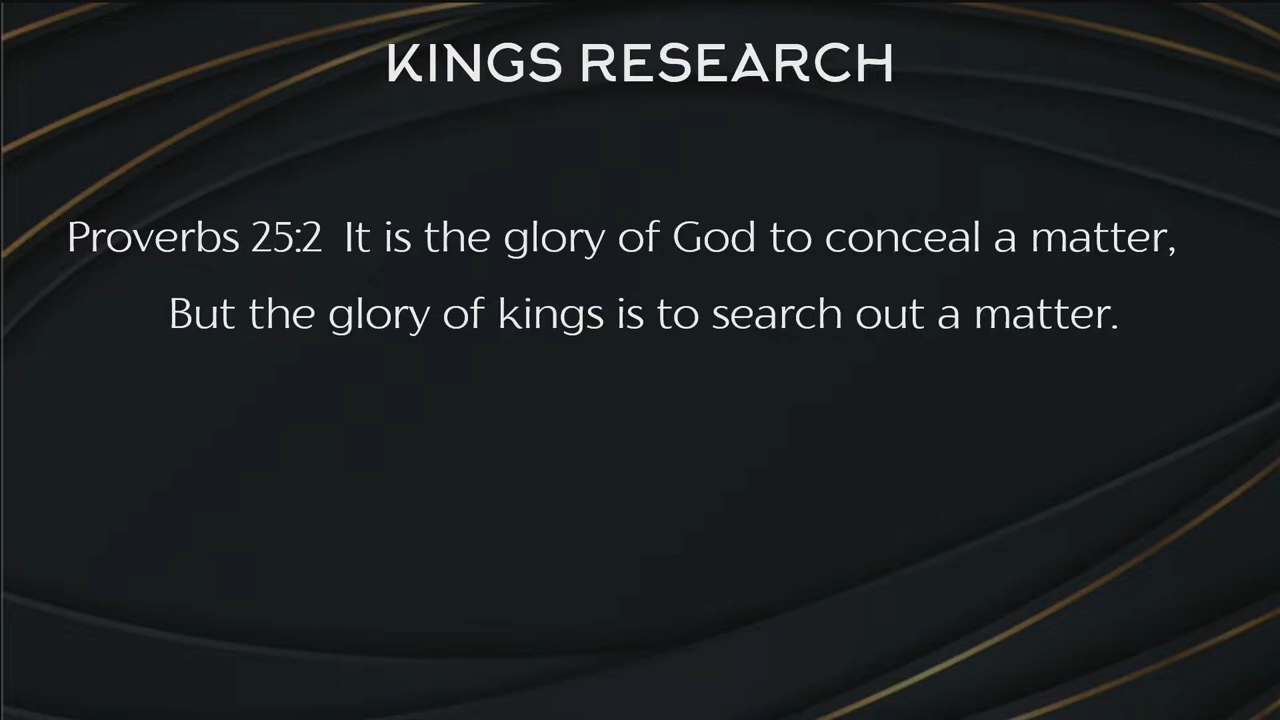 KINGS RESEARCH
Proverbs 25:2 It is the glory of God to conceal a matter,
But the glory of kings is to search out a matter.